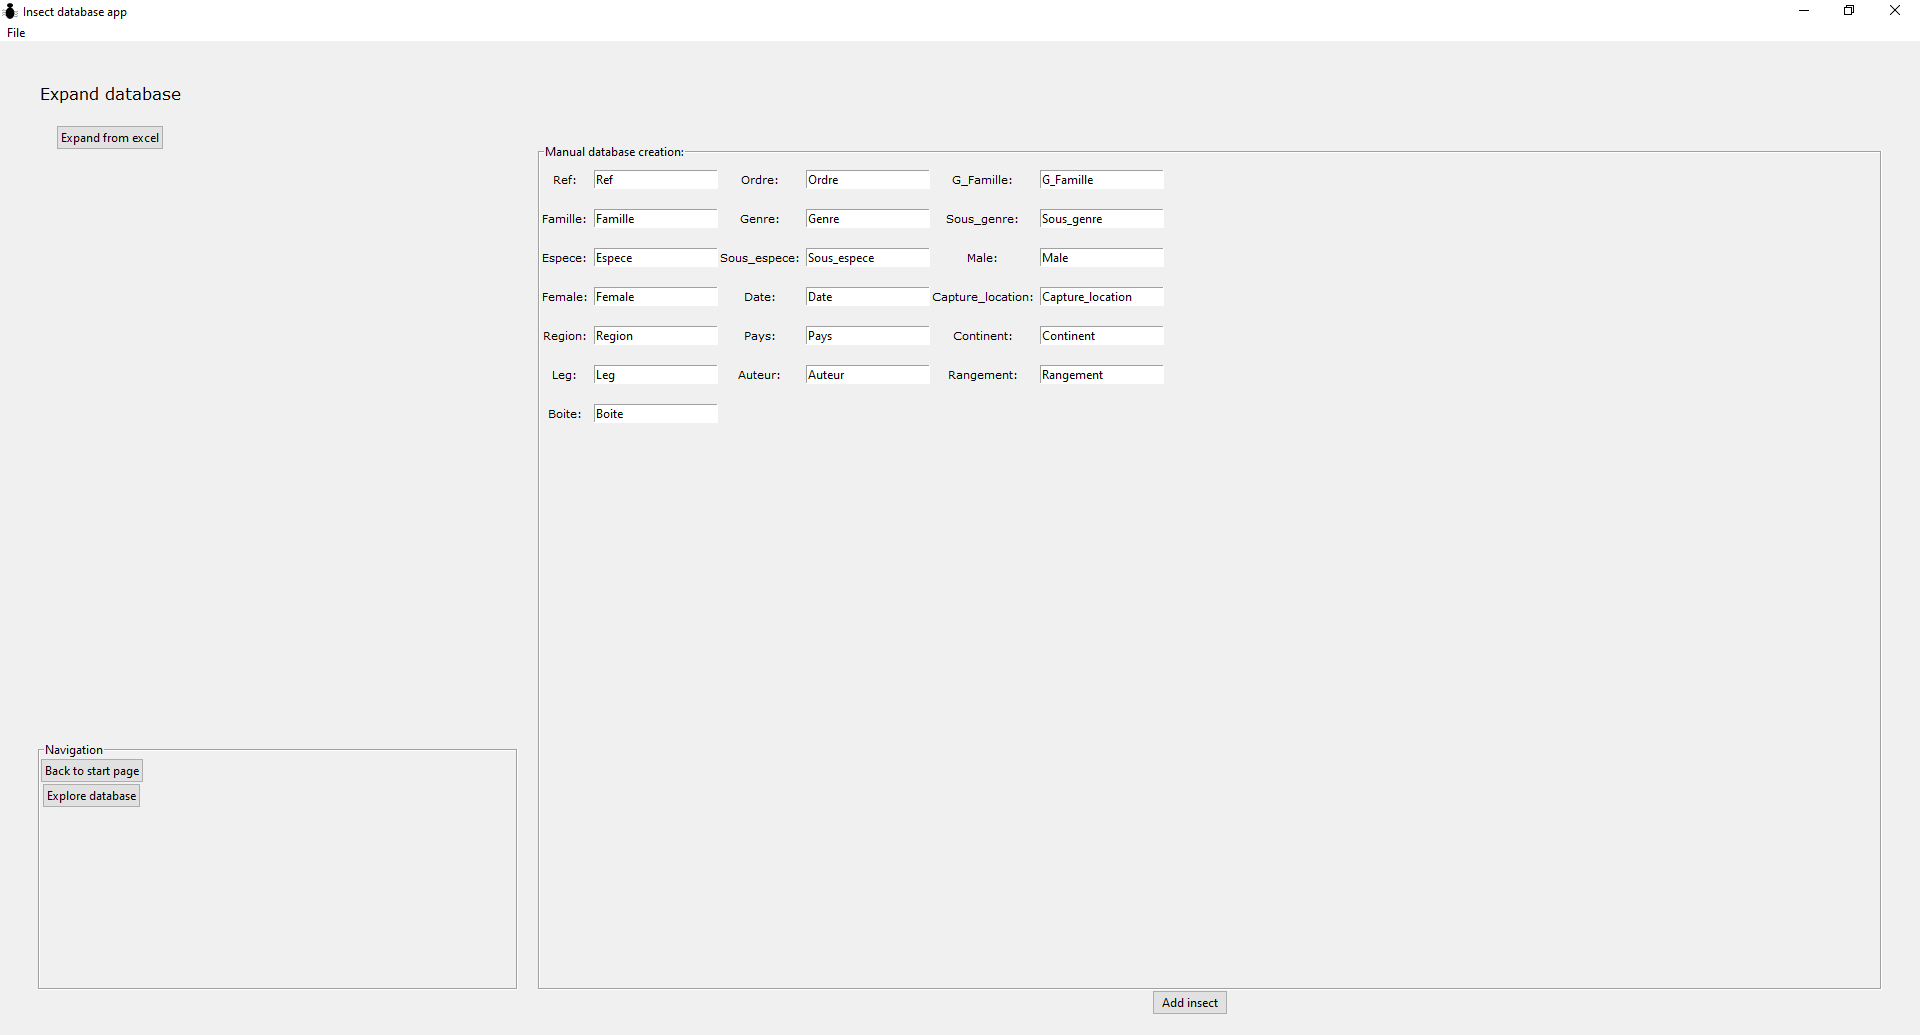 Insect database app
File
Expand database
Expand from excel
Manual database creation:
Ref: Ref Ordre: Ordre G_Famille: G_Famille
Famille: Famille Genre: Genre Sous_genre: Sous_genre
Espece: Espece Sous_espece: Sous_espece Male: Male
Female: Female Date: Date Capture_location: Capture_location
Region: Region Pays: Pays Continent: Continent
Leg: Leg Auteur: Auteur Rangement: Rangement
Boite: Boite
Navigation
Back to start page
Explore database
Add insect